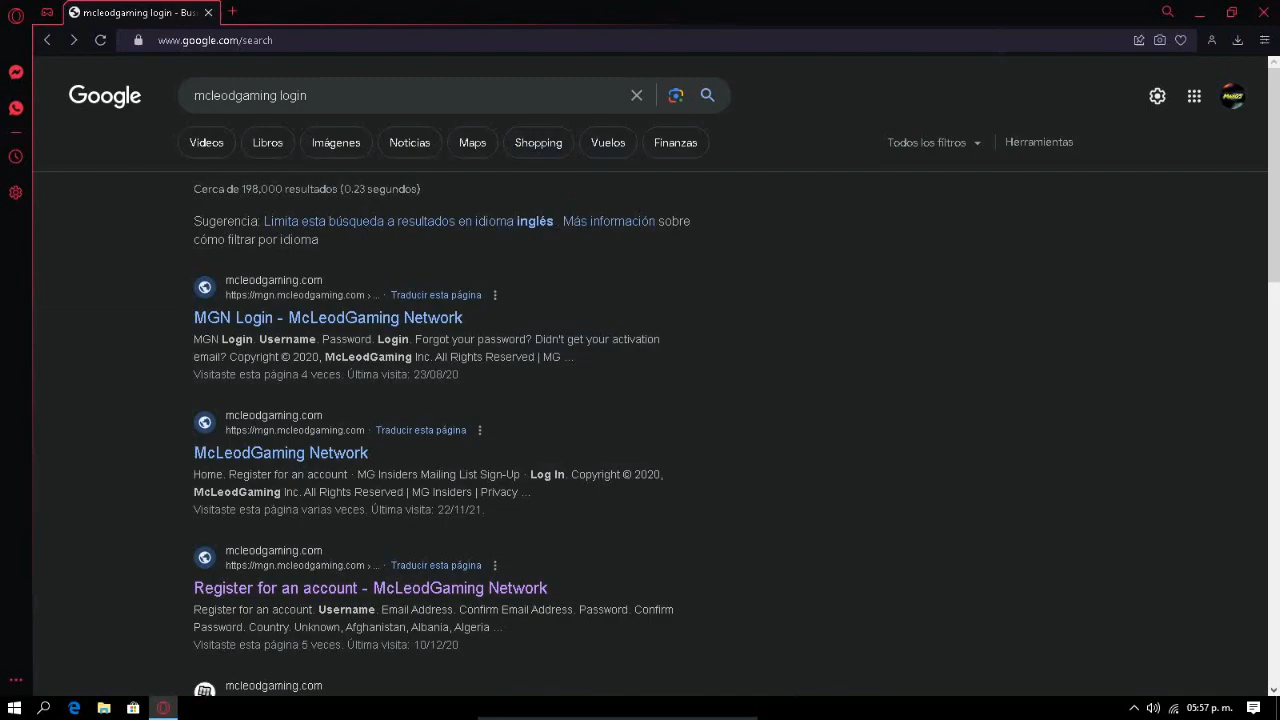 mcleodgaming login - Bus
www.google.com/search
Google
mcleodgaming login
Videos
Libros
Imágenes
Noticias
Maps
Shopping
Vuelos
Finanzas
Todos los filtros
Herramientas
Cerca de 198,000 resultados (0.23 segundos)
Sugerencia: Limita esta búsqueda a resultados en idioma inglés . Más información sobre
cómo filtrar por idioma
mcleodgaming.com
https://mgn.mcleodgaming.com › ... · Traducir esta página
MGN Login - McLeodGaming Network
MGN Login. Username. Password. Login. Forgot your password? Didn't get your activation
email? Copyright © 2020, McLeodGaming Inc. All Rights Reserved | MG ...
Visitaste esta página 4 veces. Última visita: 23/08/20
mcleodgaming.com
https://mgn.mcleodgaming.com · Traducir esta página
McLeodGaming Network
Home. Register for an account · MG Insiders Mailing List Sign-Up · Log In. Copyright © 2020,
McLeodGaming Inc. All Rights Reserved | MG Insiders | Privacy ...
Visitaste esta página varias veces. Última visita: 22/11/21.
mcleodgaming.com
https://mgn.mcleodgaming.com › ... · Traducir esta página
Register for an account - McLeodGaming Network
Register for an account. Username. Email Address. Confirm Email Address. Password. Confirm
Password. Country. Unknown, Afghanistan, Albania, Algeria ...
Visitaste esta página 5 veces. Última visita: 10/12/20
mcleodgaming.com
05:57 p. m.